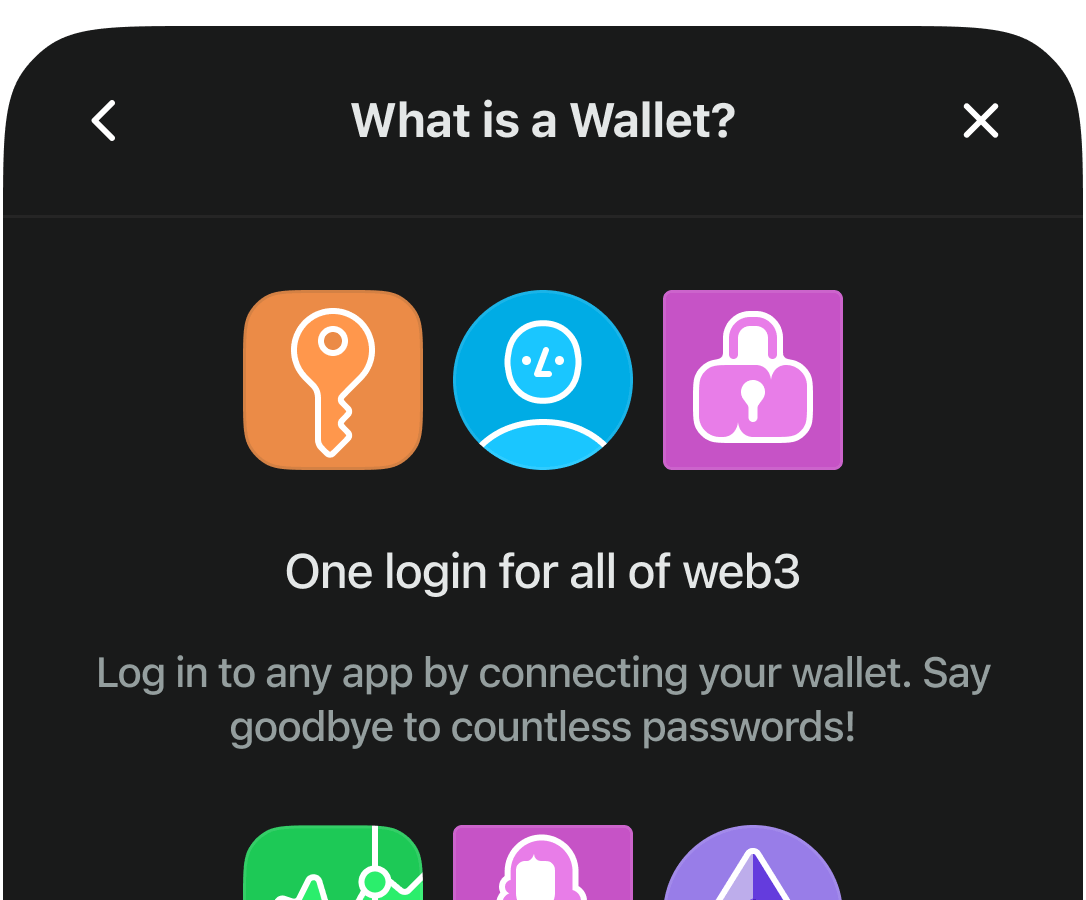 What is a Wallet?
One login for all of web3
Log in to any app by connecting your wallet. Say
goodbye to countless passwords!